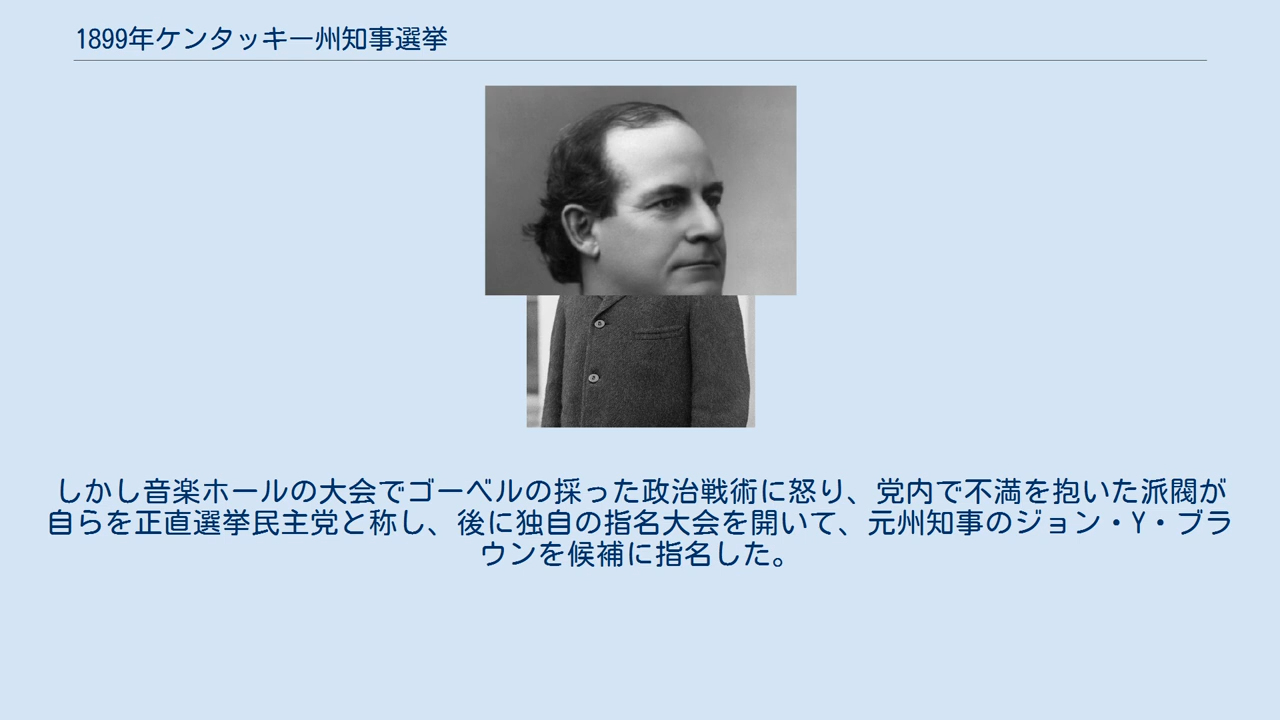 1899年ケンタッキー州知事選挙
しかし音楽ホールの大会でゴーベルの採った政治戦術に怒り、党内で不満を抱いた派閥が
自らを正直選挙民主党と称し、後に独自の指名大会を開いて、元州知事のジョン・Y・ブラ
ウンを候補に指名した。